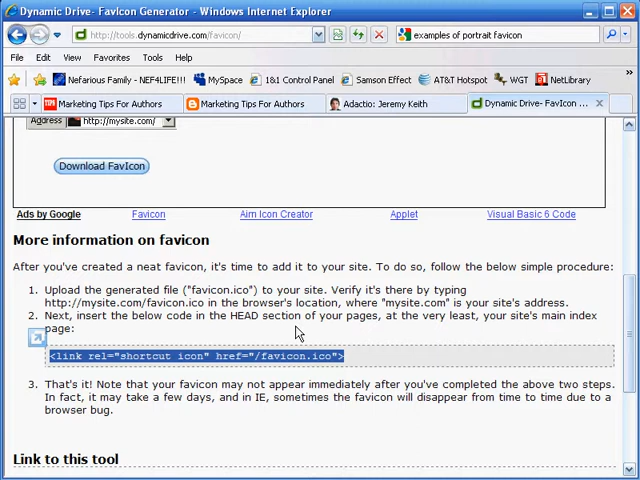 Dynamic Drive- FavIcon Generator - Windows Internet Explorer
http://tools.dynamicdrive.com/favicon/
examples of portrait favicon
File Edit View Favorites Tools Help
Nefarious Family - NEF4LIFE!!! MySpace 1&1 Control Panel Samson Effect AT&T Hotspot WGT NetLibrary
Marketing Tips For Authors Marketing Tips For Authors Adactio: Jeremy Keith Dynamic Drive- FavIcon ...
Address http://mysite.com/
Download FavIcon
Ads by Google Favicon Airn Icon Creator Applet Visual Basic 6 Code
More information on favicon
After you've created a neat favicon, it's time to add it to your site. To do so, follow the below simple procedure:
1. Upload the generated file ("favicon.ico") to your site. Verify it's there by typing
http://mysite.com/favicon.ico in the browser's location, where "mysite.com" is your site's address.
2. Next, insert the below code in the HEAD section of your pages, at the very least, your site's main index
page:
<link rel="shortcut icon" href="/favicon.ico">
3. That's it! Note that your favicon may not appear immediately after you've completed the above two steps.
In fact, it may take a few days, and in IE, sometimes the favicon will disappear from time to time due to a
browser bug.
Link to this tool